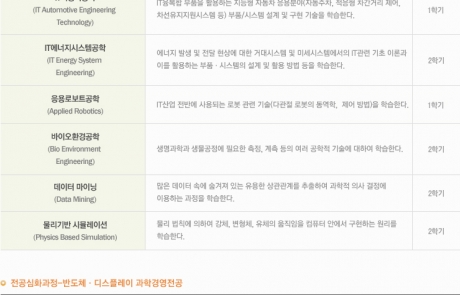 (IT Automotive Engineering
Technology)
IT융복합 부품을 활용하는 지능형 자동차 응용분야(자동주차, 적응형 차간거리 제어,
차선유지지원시스템 등) 부품/시스템 설계 및 구현 기술을 학습한다.
1학기
IT에너지시스템공학
(IT Energy System
Engineering)
에너지 발생 및 전달 현상에 대한 거대시스템 및 미세시스템에서의 IT관련 기초 이론과
이를 활용하는 부품 · 시스템의 설계 및 활용 방법 등을 학습한다.
2학기
응용로보트공학
(Applied Robotics)
IT산업 전반에 사용되는 로봇 관련 기술(다관절 로봇의 동역학, 제어 방법)을 학습한다.
1학기
바이오환경공학
(Bio Environment
Engineering)
생명과학과 생물공정에 필요한 측정, 계측 등의 여러 공학적 기술에 대하여 학습한다.
2학기
데이터 마이닝
(Data Mining)
많은 데이터 속에 숨겨져 있는 유용한 상관관계를 추출하여 과학적 의사 결정에
이용하는 과정을 학습한다.
2학기
물리기반 시뮬레이션
(Physics Based Simulation)
물리 법칙에 의하여 강체, 변형체, 유체의 움직임을 컴퓨터 안에서 구현하는 원리를
학습한다.
2학기
전공심화과정-반도체 · 디스플레이 과학경영전공